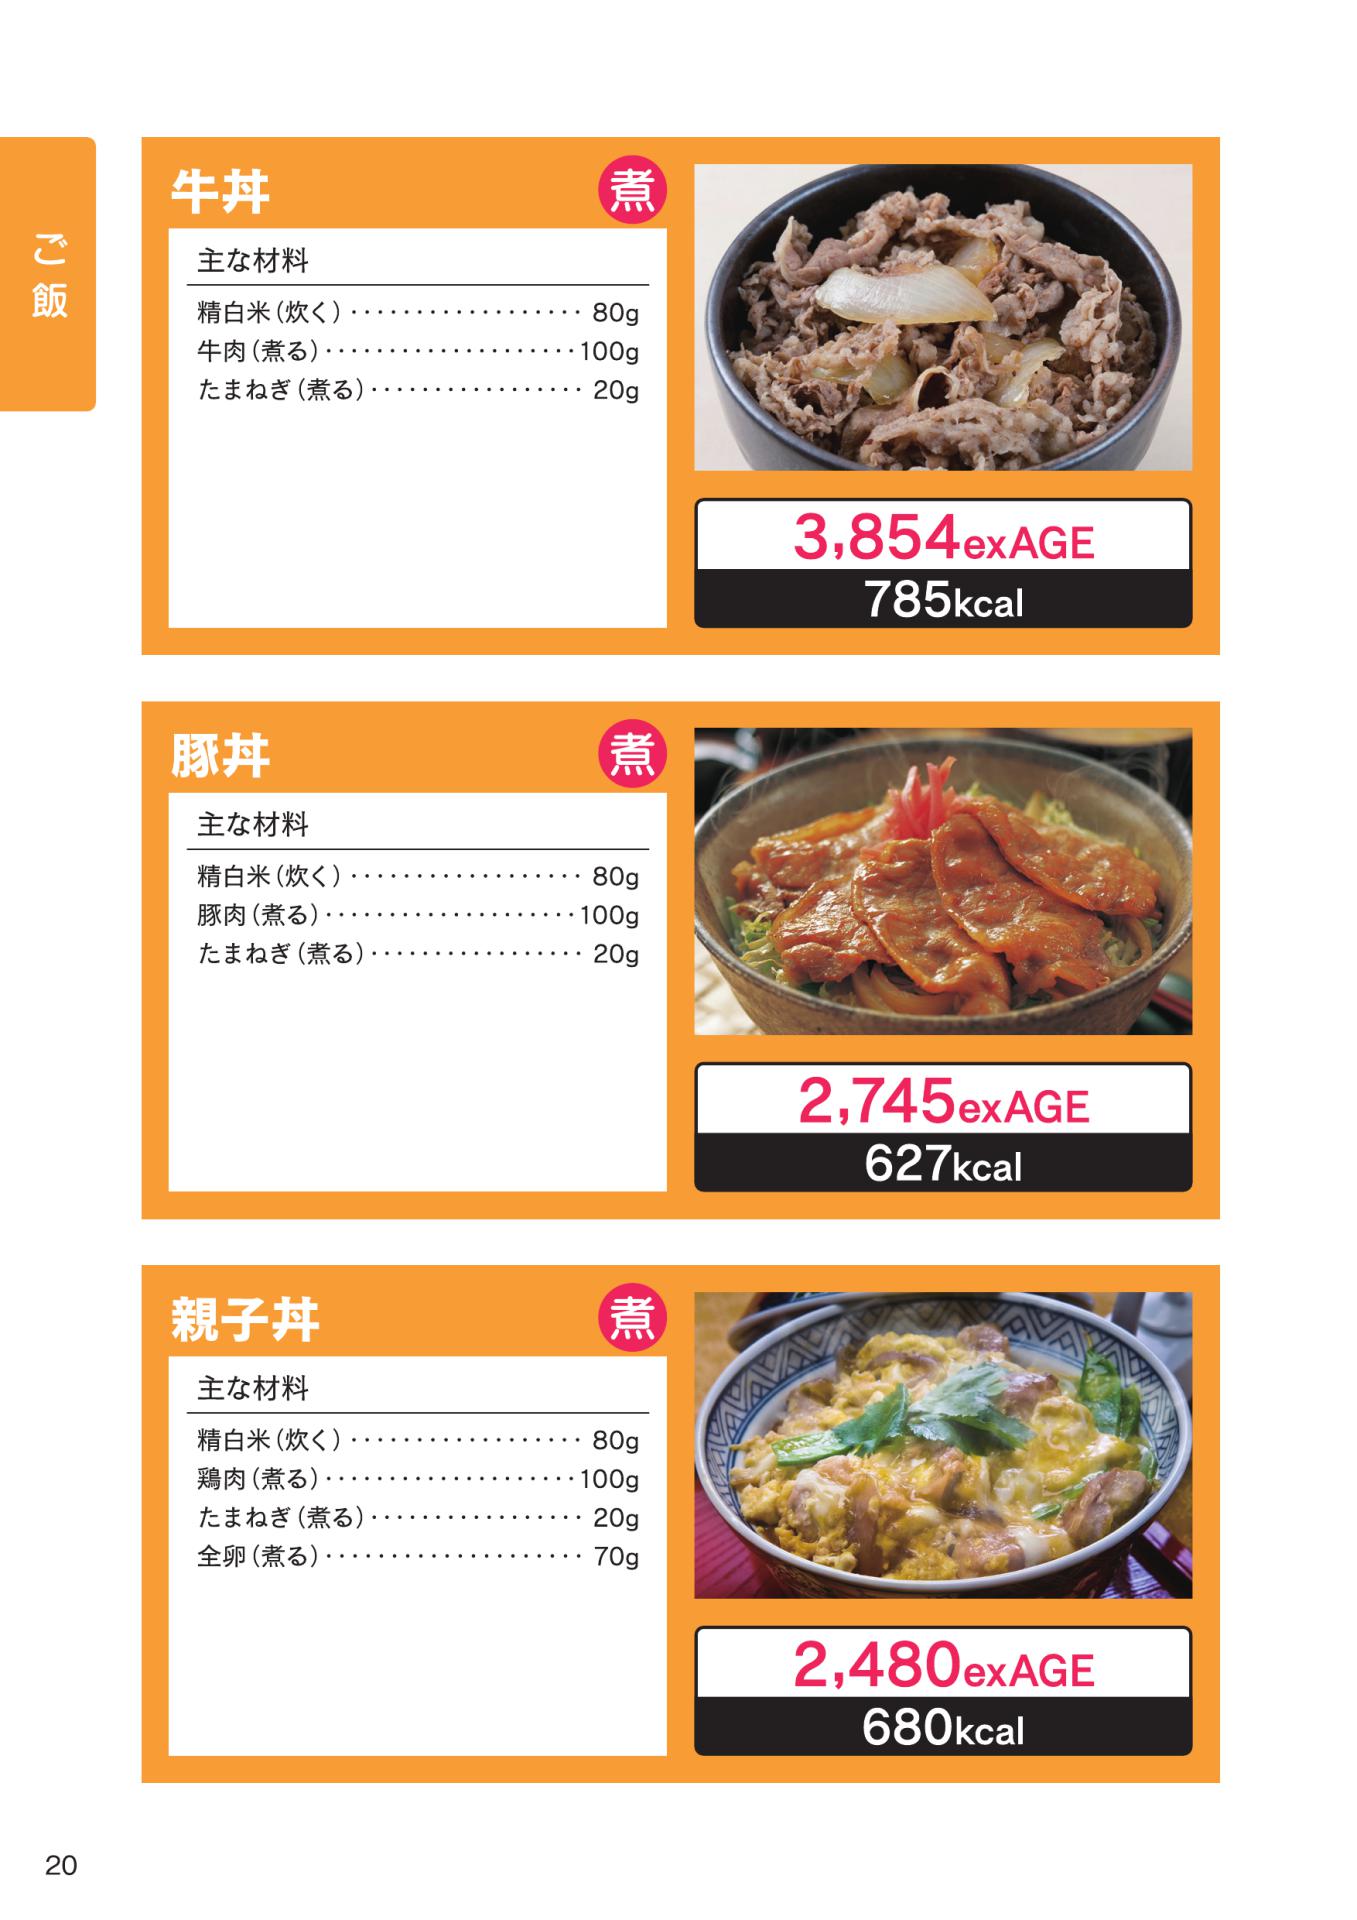 ご飯
牛丼
煮
主な材料
精白米（炊く）·················· 80g
牛肉（煮る）····················100g
たまねぎ（煮る）················· 20g
3,854exAGE
785kcal
豚丼
煮
主な材料
精白米（炊く）·················· 80g
豚肉（煮る）····················100g
たまねぎ（煮る）················· 20g
2,745exAGE
627kcal
親子丼
煮
主な材料
精白米（炊く）·················· 80g
鶏肉（煮る）····················100g
たまねぎ（煮る）················· 20g
全卵（煮る）···················· 70g
2,480exAGE
680kcal
20